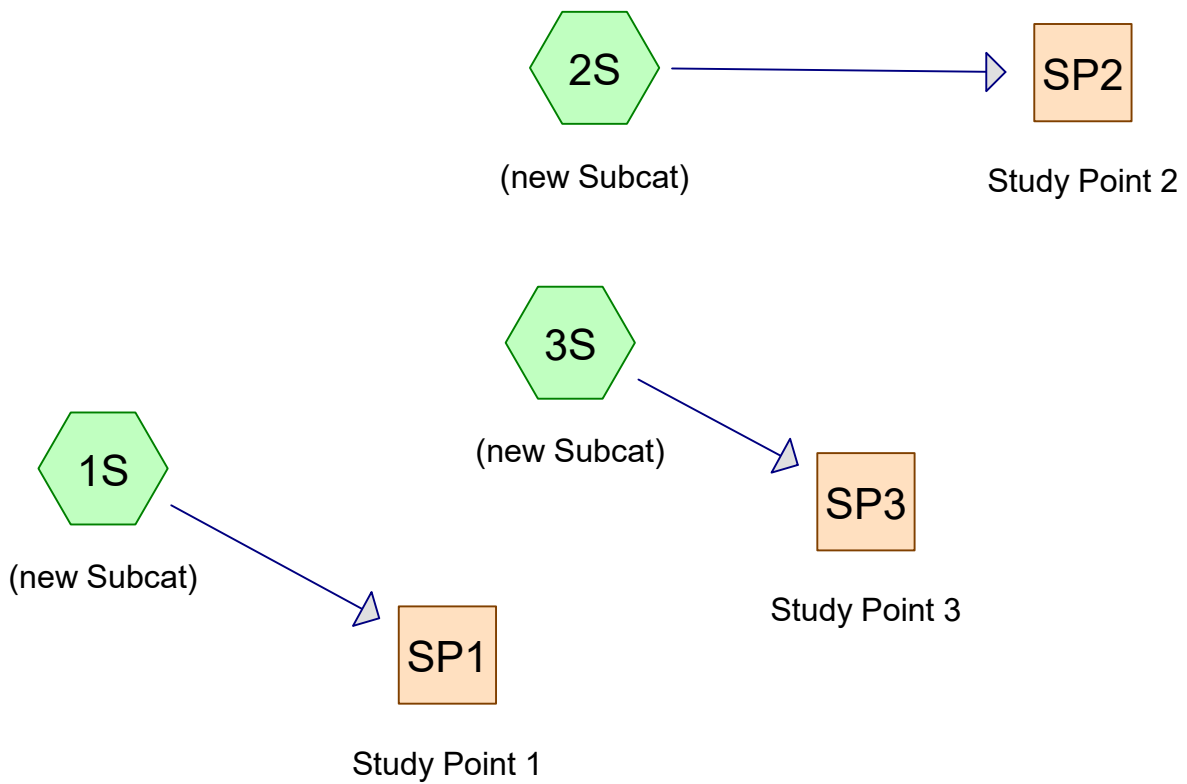 2S
SP2
(new Subcat)
Study Point 2
3S
(new Subcat)
1S
SP3
(new Subcat)
Study Point 3
SP1
Study Point 1